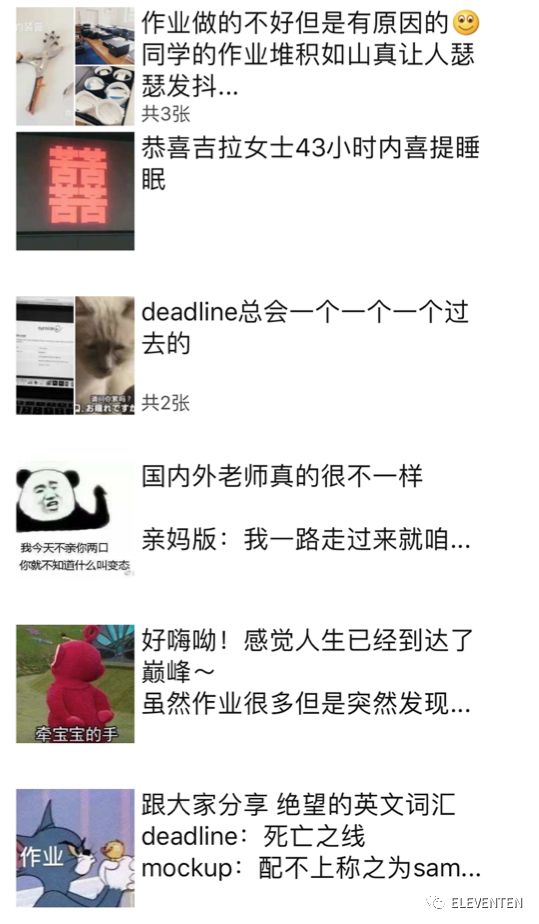 作业做的不好但是有原因的
同学的作业堆积如山真让人瑟
瑟发抖...
共3张
恭喜吉拉女士43小时内喜提睡
眠
囍
囍
deadline总会一个一个一个过
去的
请问你累吗?
共2张
国内外老师真的很不一样
亲妈版：我一路走过来就咱...
我今天不亲你两口
你就不知道什么叫变态
好嗨呦！感觉人生已经到达了
巅峰～
虽然作业很多但是突然发现...
牵宝宝的手
跟大家分享 绝望的英文词汇
deadline：死亡之线
mockup：配不上称之为sam...
作业
ELEVENTEN